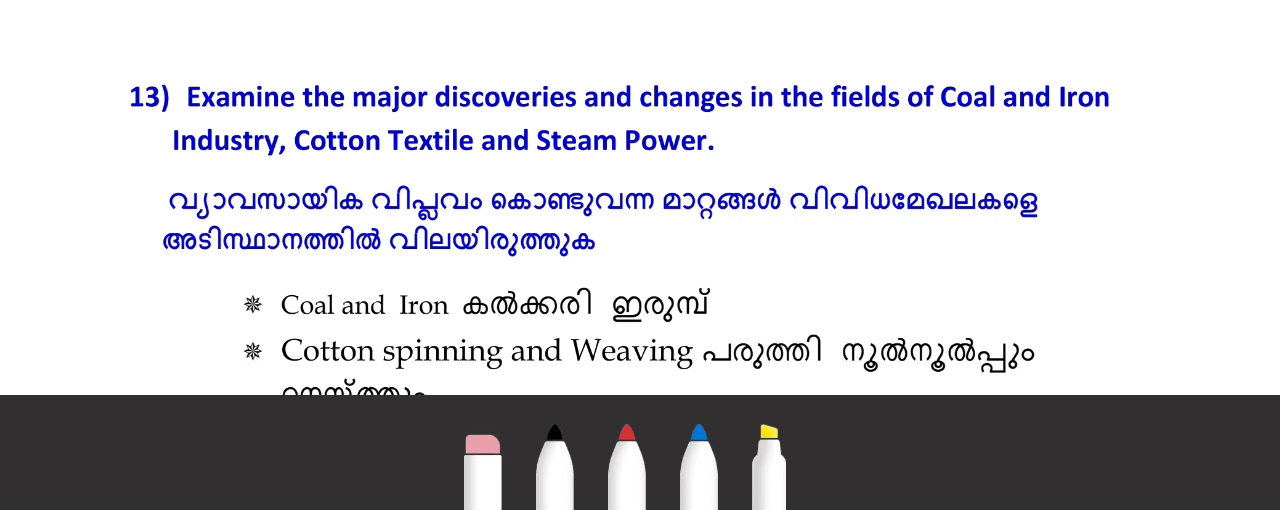 13) Examine the major discoveries and changes in the fields of Coal and Iron
Industry, Cotton Textile and Steam Power.
വ്യാവസായിക വിപ്ലവം കൊണ്ടുവന്ന മാറ്റങ്ങൾ വിവിധമേഖലകളെ
അടിസ്ഥാനത്തിൽ വിലയിരുത്തുക
✵ Coal and Iron കൽക്കരി ഇരുമ്പ്
✵ Cotton spinning and Weaving പരുത്തി നൂൽനൂൽപ്പും